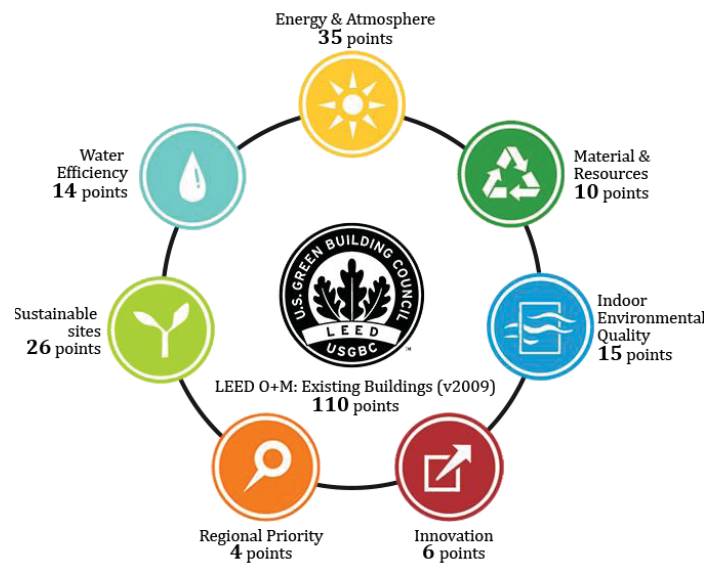 Energy & Atmosphere
35 points
Water
Efficiency
14 points
Material &
Resources
10 points
U.S. GREEN BUILDING COUNCIL
LEED
USGBC
™
Sustainable
sites
26 points
Indoor
Environmental
Quality
15 points
LEED O+M: Existing Buildings (v2009)
110 points
Regional Priority
4 points
Innovation
6 points